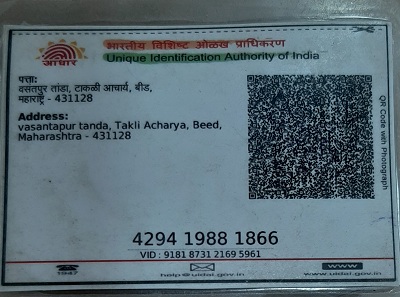 भारतीय विशिष्ट ओळख प्राधिकरण
Unique Identification Authority of India
आधार
पत्ता:
वसंतपुर तांडा, टाकळी आचार्य, बीड,
महाराष्ट्र - 431128
Address:
vasantapur tanda, Takli Acharya, Beed,
Maharashtra - 431128
QR Code with Photograph
4294 1988 1866
VID : 9181 8731 2169 5961
1947
help@uidai.gov.in
www.uidai.gov.in